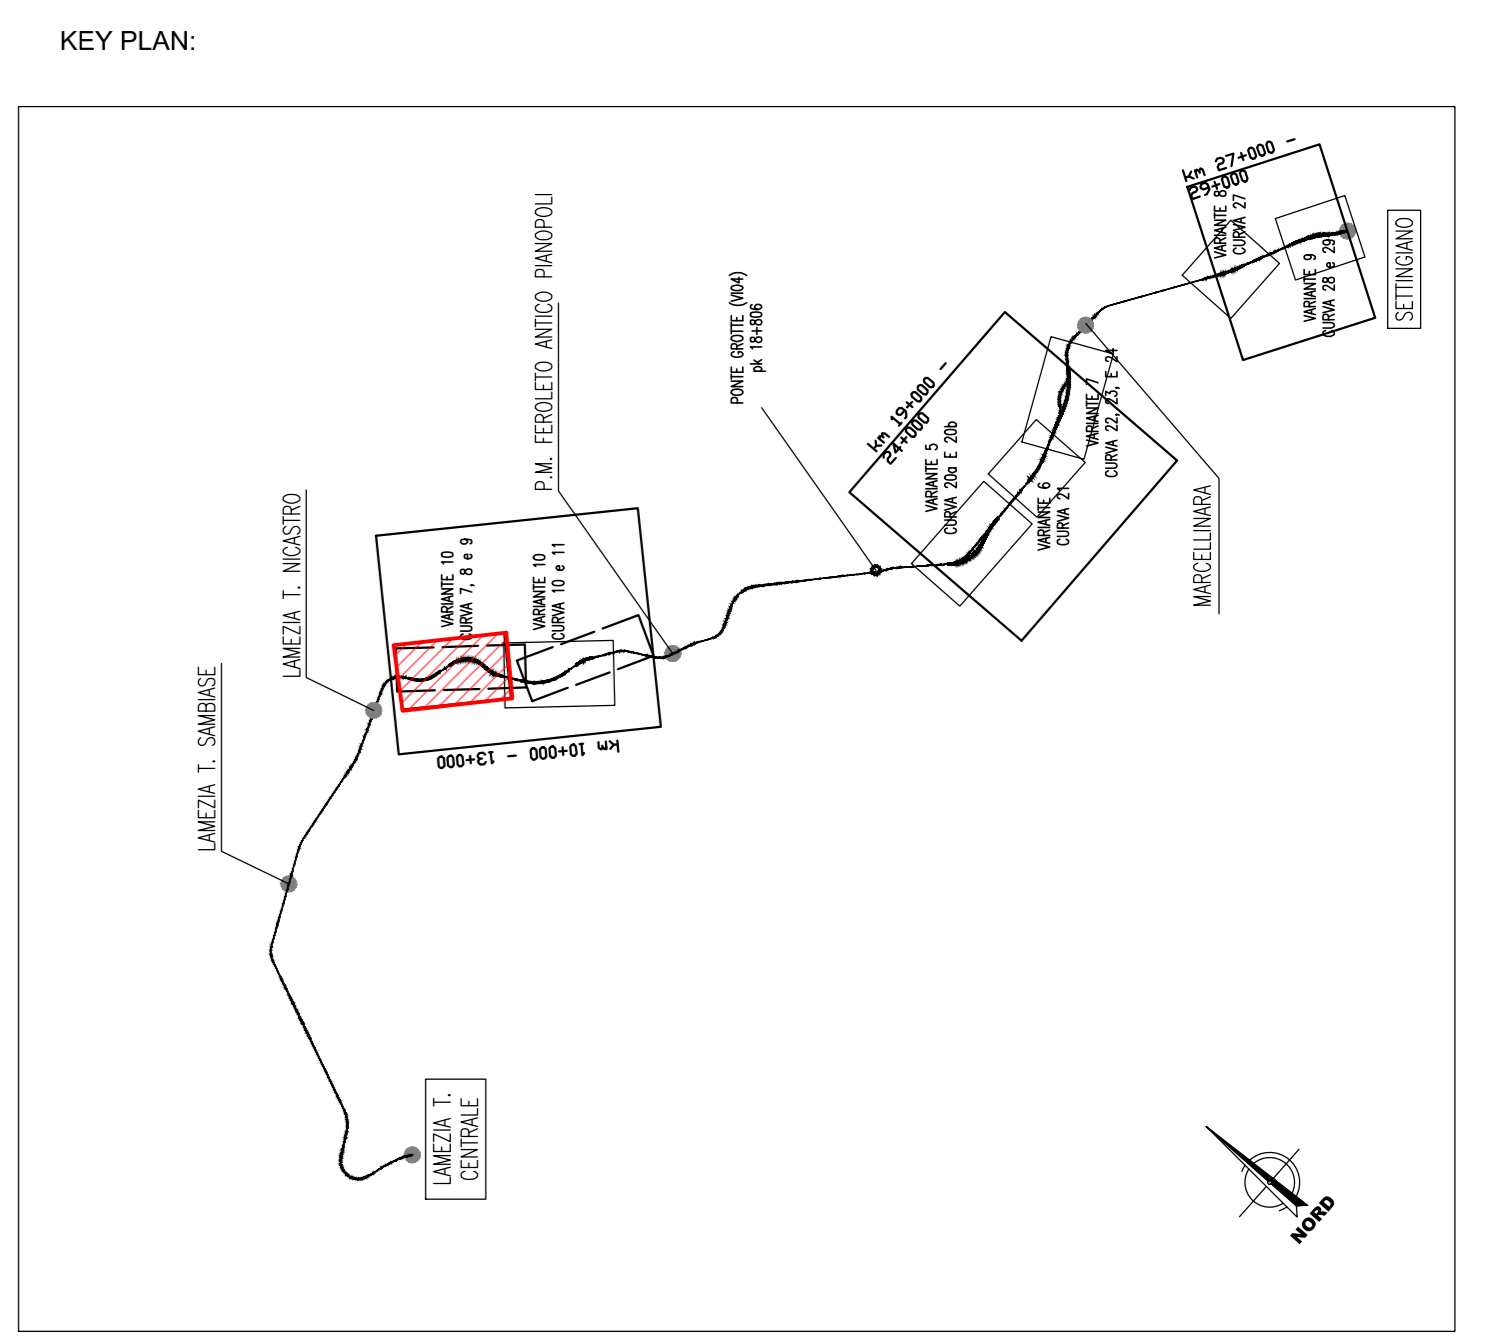 KEY PLAN:
km 27+000 -
29+000
VARIANTE 8
CURVA 27
VARIANTE 9
CURVA 28 e 29
SETTINGIANO
P.M. FEROLETO ANTICO PIANOPOLI
PONTE GROTTE (VI04)
pk 18+806
km 19+000 -
24+000
VARIANTE 5
CURVA 20a E 20b
VARIANTE 6
CURVA 21
VARIANTE 7
CURVA 22, 23, E 24
MARCELLINARA
LAMEZIA T. NICASTRO
VARIANTE 10
CURVA 7, 8 e 9
VARIANTE 10
CURVA 10 e 11
km 10+000 - 13+000
LAMEZIA T. SAMBIASE
LAMEZIA T.
CENTRALE
NORD